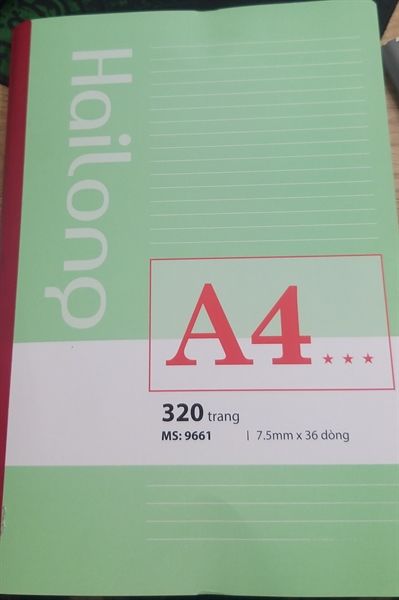 Hailong
A4...
320 trang
MS: 9661 | 7.5mm x 36 dòng